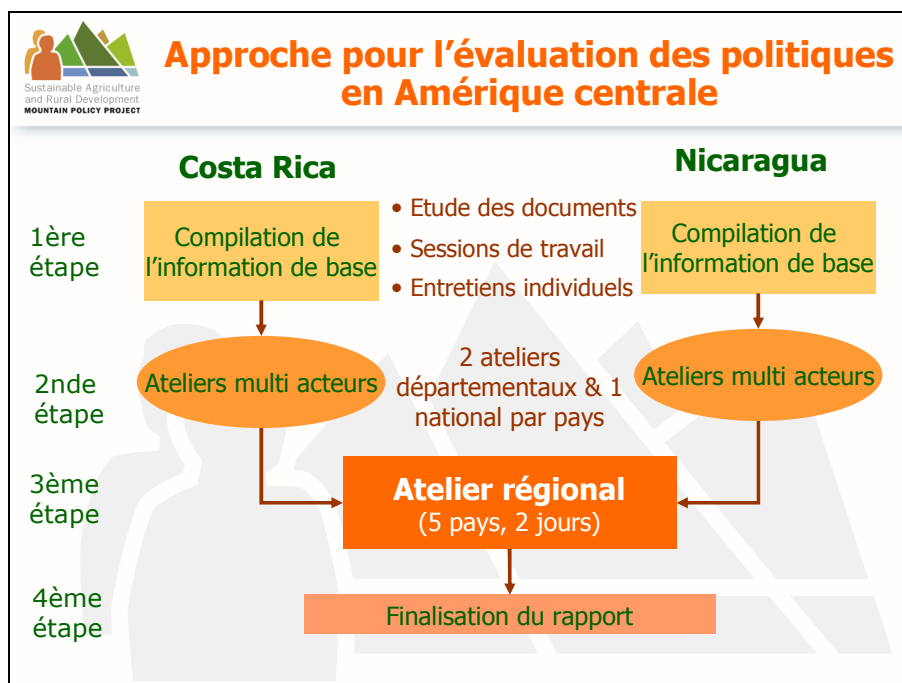 Sustainable Agriculture
and Rural Development
MOUNTAIN POLICY PROJECT
Approche pour l'évaluation des politiques
en Amérique centrale
Costa Rica
Nicaragua
1ère
étape
Compilation de
l'information de base
• Etude des documents
• Sessions de travail
• Entretiens individuels
Compilation de
l'information de base
2nde
étape
Ateliers multi acteurs
2 ateliers
départementaux & 1
national par pays
Ateliers multi acteurs
3ème
étape
Atelier régional
(5 pays, 2 jours)
4ème
étape
Finalisation du rapport